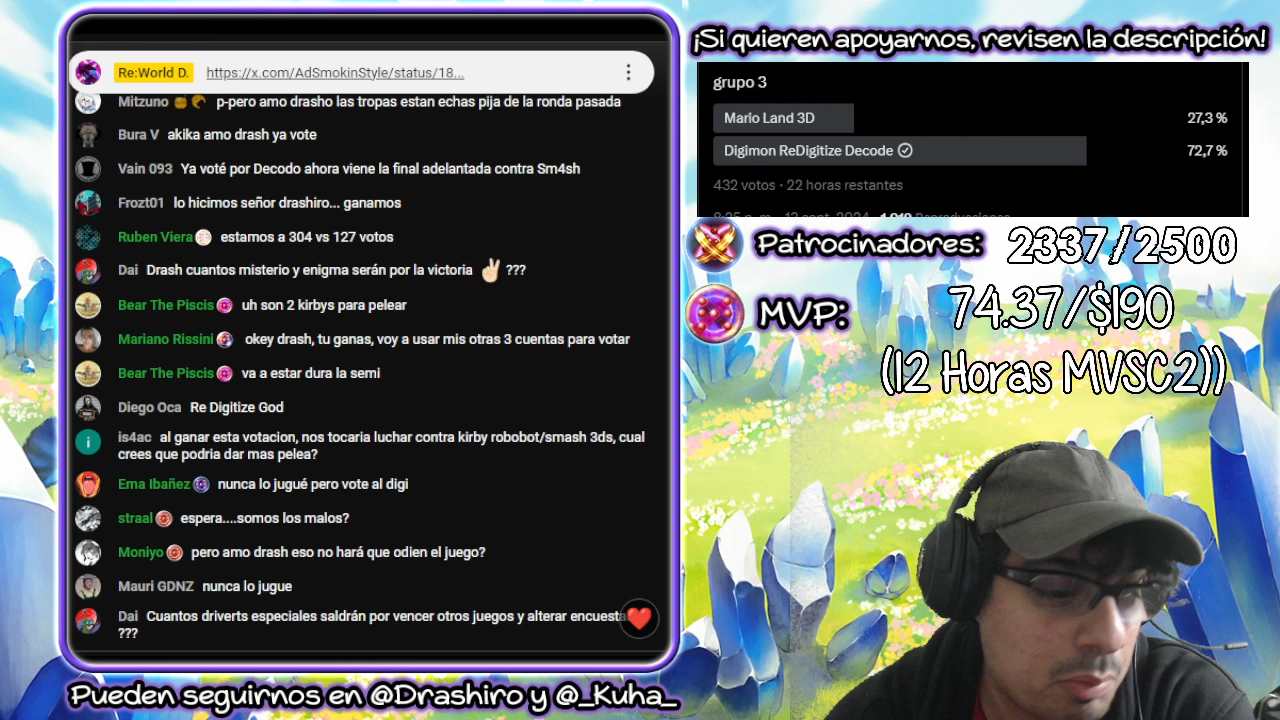 Re:World D. https://x.com/AdSmokinStyle/status/18...
Mitzuno p-pero amo drasho las tropas estan echas pija de la ronda pasada
Bura V akika amo drash ya vote
Vain 093 Ya voté por Decodo ahora viene la final adelantada contra Sm4sh
Frozt01 lo hicimos señor drashiro... ganamos
Ruben Viera estamos a 304 vs 127 votos
Dai Drash cuantos misterio y enigma serán por la victoria ???
Bear The Piscis uh son 2 kirbys para pelear
Mariano Rissini okey drash, tu ganas, voy a usar mis otras 3 cuentas para votar
Bear The Piscis va a estar dura la semi
Diego Oca Re Digitize God
is4ac al ganar esta votacion, nos tocaria luchar contra kirby robobot/smash 3ds, cual
crees que podria dar mas pelea?
Ema Ibañez nunca lo jugué pero vote al digi
straal espera....somos los malos?
Moniyo pero amo drash eso no hará que odien el juego?
Mauri GDNZ nunca lo jugue
Dai Cuantos driverts especiales saldrán por vencer otros juegos y alterar encuesta
???
Pueden seguirnos en @Drashiro y @_Kuha_
¡Si quieren apoyarnos, revisen la descripción!
grupo 3
Mario Land 3D 27,3 %
Digimon ReDigitize Decode 72,7 %
432 votos · 22 horas restantes
8:25 p. m. · 12 sept. 2024 · 1.919 Reproducciones
Patrocinadores: 2337/2500
MVP: 74.37/$190
(12 Horas MVSC2))